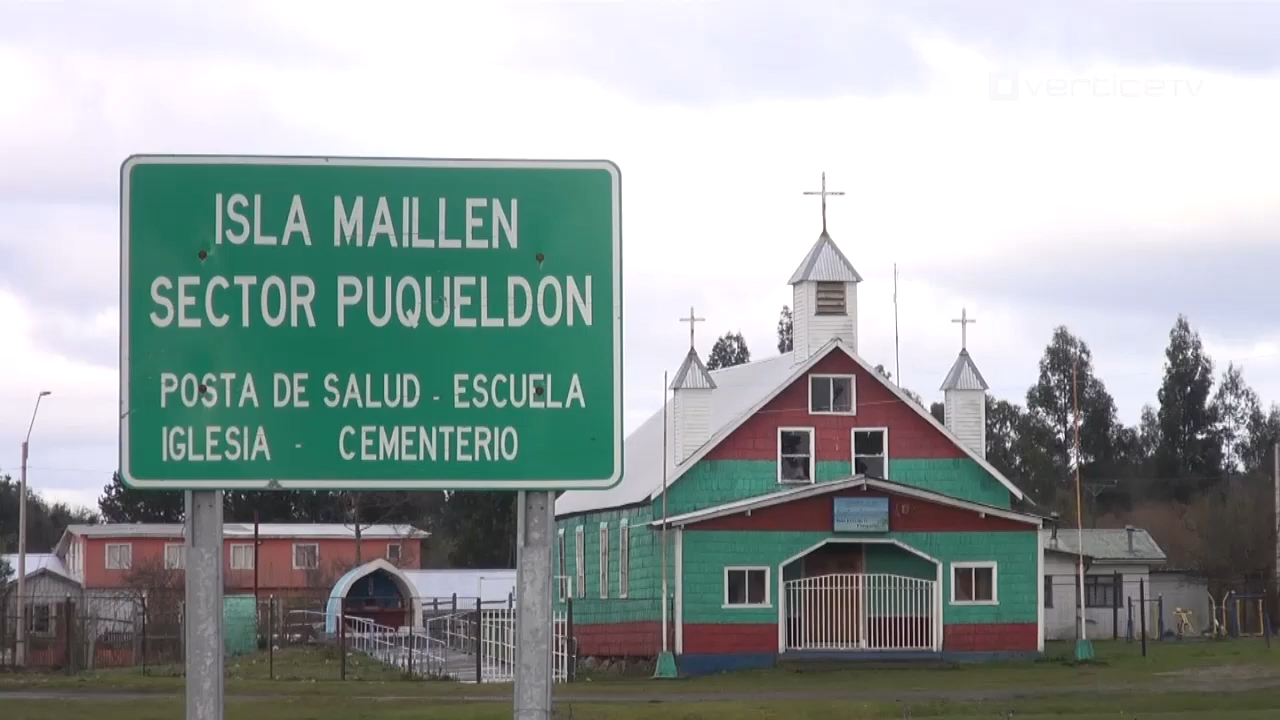 verticeTV
ISLA MAILLEN
SECTOR PUQUELDON
POSTA DE SALUD - ESCUELA
IGLESIA - CEMENTERIO